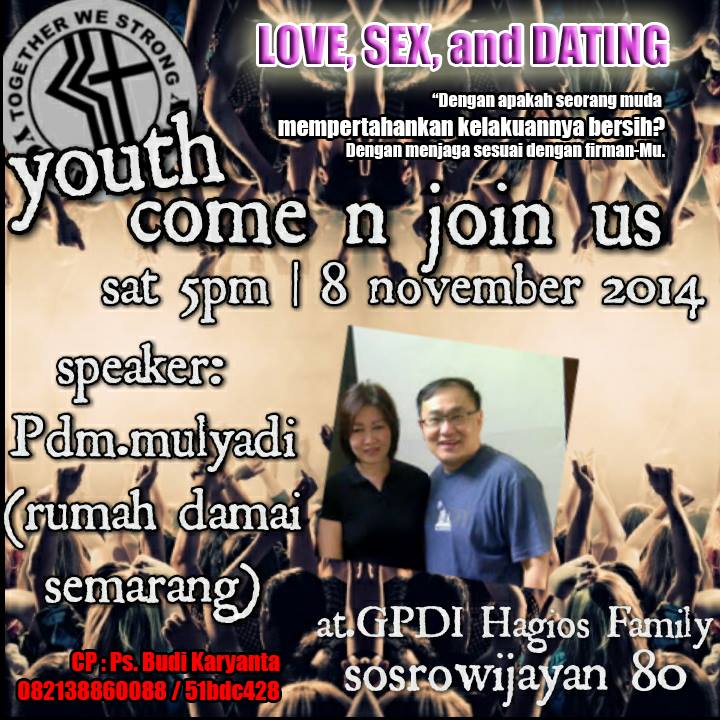 TOGETHER WE STRONG
LOVE, SEX, and DATING
"Dengan apakah seorang muda
mempertahankan kelakuannya bersih?
Dengan menjaga sesuai dengan firman-Mu.
youth
come n join us
sat 5pm | 8 november 2014
speaker:
Pdm.mulyadi
(rumah damai
semarang)
at.GPDI Hagios Family
sosrowijayan 80
CP : Ps. Budi Karyanta
082138860088 / 51bdc428